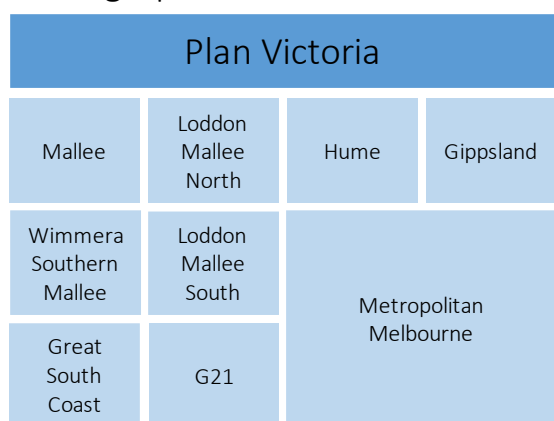 Plan Victoria
Mallee
Loddon
Mallee
North
Hume
Gippsland
Wimmera
Southern
Mallee
Loddon
Mallee
South
Metropolitan
Melbourne
Great
South
Coast
G21